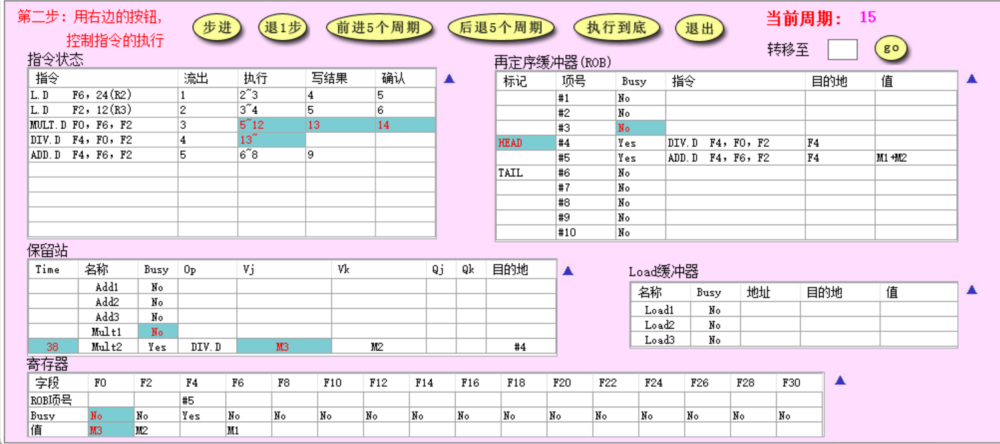 第二步：用右边的按钮，
控制指令的执行
步进 退1步 前进5个周期 后退5个周期 执行到底 退出
当前周期： 15
转移至 go
指令状态
指令 流出 执行 写结果 确认
L.D F6，24(R2) 1 2~3 4 5
L.D F2，12(R3) 2 3~4 5 6
MULT.D F0，F6，F2 3 5~12 13 14
DIV.D F4，F0，F2 4 13~
ADD.D F4，F6，F2 5 6~8 9
再定序缓冲器(ROB)
标记 项号 Busy 指令 目的地 值
#1 No
#2 No
#3 No
HEAD #4 Yes DIV.D F4，F0，F2 F4
#5 Yes ADD.D F4，F6，F2 F4 M1+M2
TAIL #6 No
#7 No
#8 No
#9 No
#10 No
保留站
Time 名称 Busy Op Vj Vk Qj Qk 目的地
Add1 No
Add2 No
Add3 No
Mult1 No
38 Mult2 Yes DIV.D M3 M2 #4
Load缓冲器
名称 Busy 地址 目的地 值
Load1 No
Load2 No
Load3 No
寄存器
字段 F0 F2 F4 F6 F8 F10 F12 F14 F16 F18 F20 F22 F24 F26 F28 F30
ROB项号 #5
Busy No No Yes No No No No No No No No No No No No No
值 M3 M2 M1